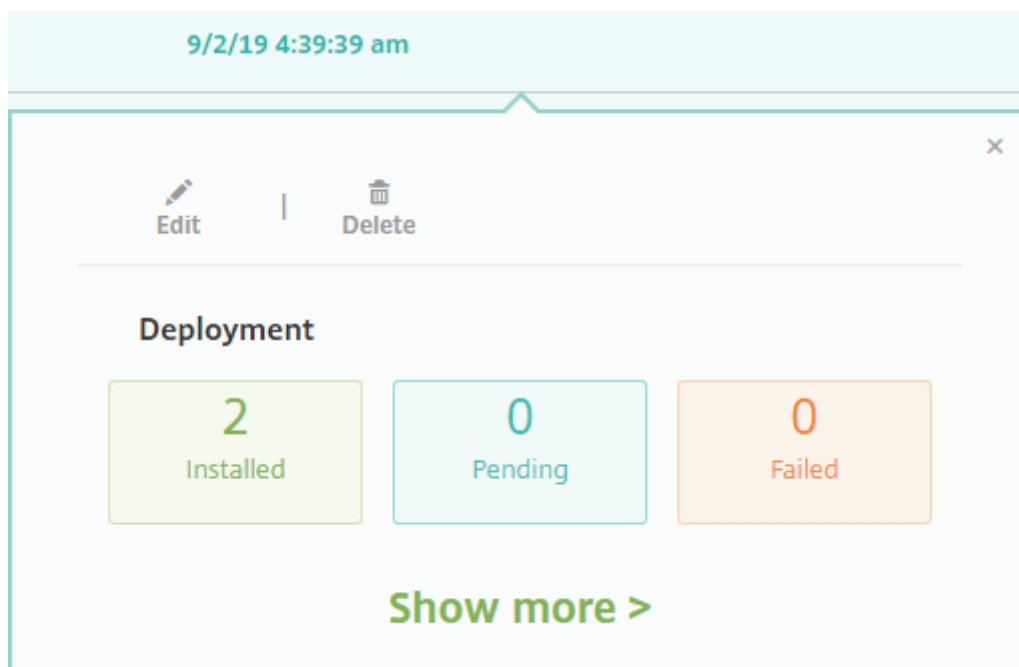 9/2/19 4:39:39 am
×
Edit | Delete
Deployment
2 0 0
Installed Pending Failed
Show more >